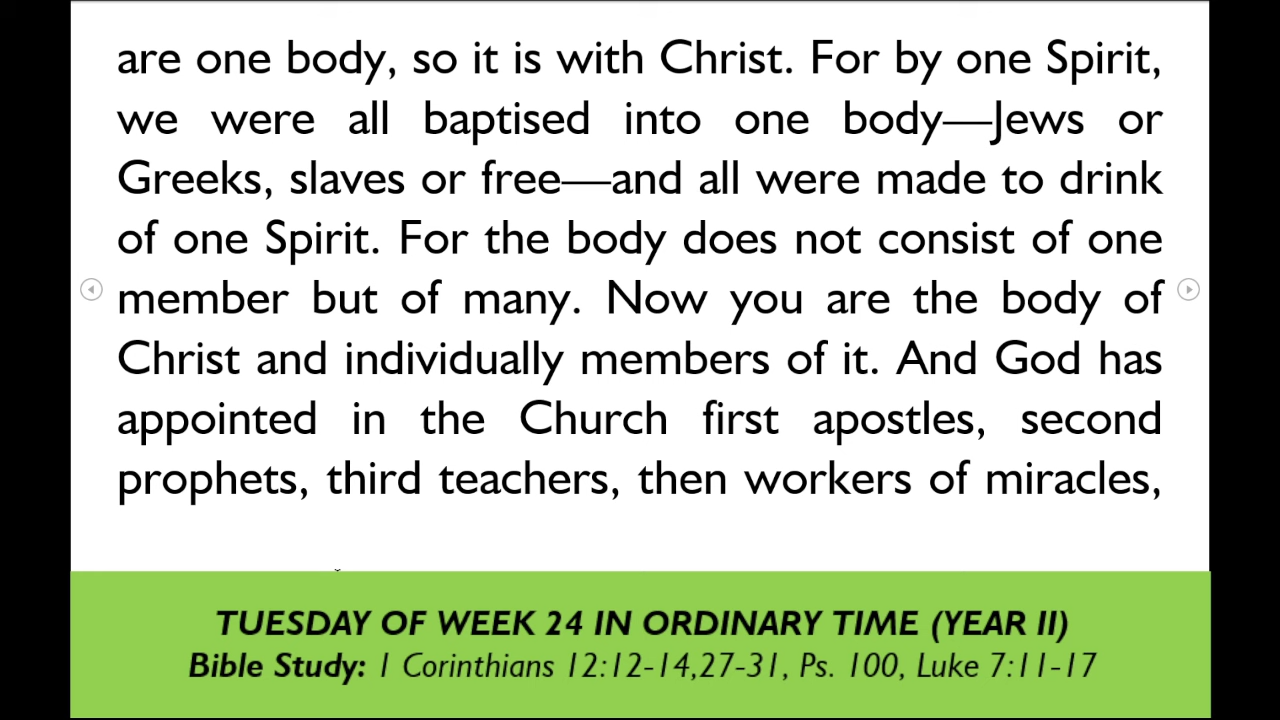 are one body, so it is with Christ. For by one Spirit,
we were all baptised into one body—Jews or
Greeks, slaves or free—and all were made to drink
of one Spirit. For the body does not consist of one
member but of many. Now you are the body of
Christ and individually members of it. And God has
appointed in the Church first apostles, second
prophets, third teachers, then workers of miracles,
TUESDAY OF WEEK 24 IN ORDINARY TIME (YEAR II)
Bible Study: 1 Corinthians 12:12-14,27-31, Ps. 100, Luke 7:11-17